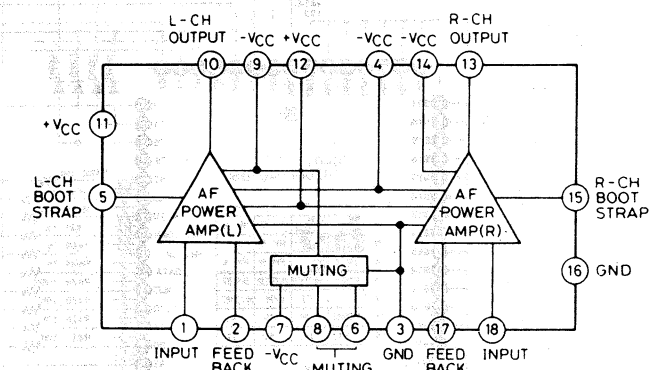 L-CH OUTPUT
-VCC
+VCC
-VCC
-VCC
R-CH OUTPUT
10
9
12
4
14
13
+VCC
11
L-CH BOOT STRAP
5
AF POWER AMP(L)
AF POWER AMP(R)
15
R-CH BOOT STRAP
MUTING
16
GND
1
2
7
8
6
3
17
18
INPUT
FEED BACK
-VCC
MUTING
GND
FEED BACK
INPUT